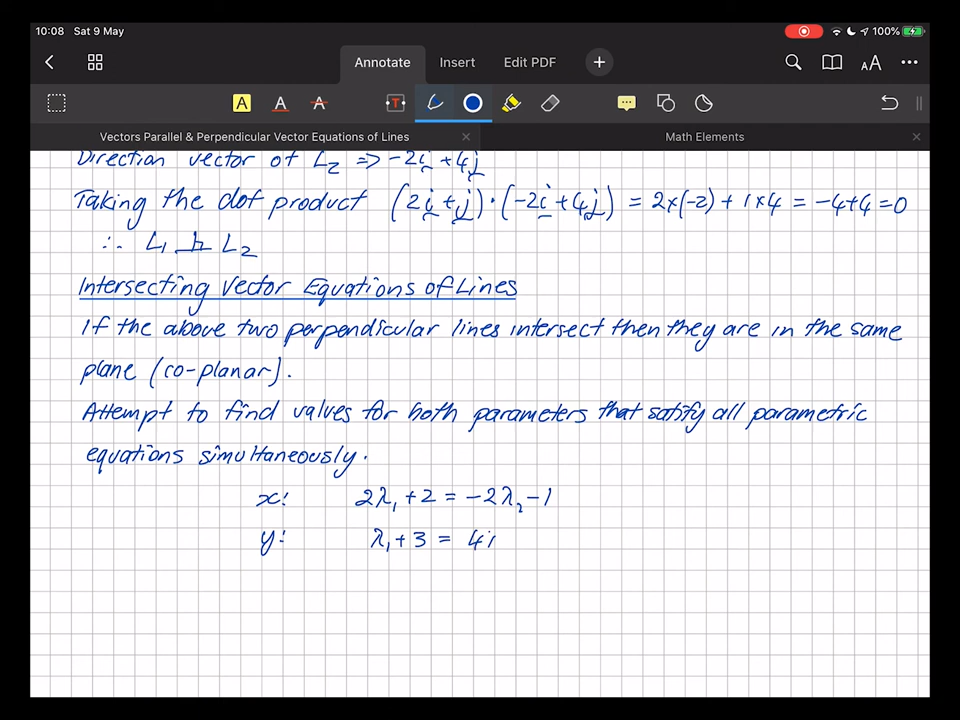 10:08 Sat 9 May 100%
Annotate Insert Edit PDF
Vectors Parallel & Perpendicular Vector Equations of Lines
Math Elements
Direction vector of L₂ => -2i + 4j
Taking the dot product (2i + j)·(-2i + 4j) = 2×(-2) + 1×4 = -4+4 = 0
∴ L₁ ⊥ L₂
Intersecting Vector Equations of Lines
If the above two perpendicular lines intersect then they are in the same
plane (co-planar).
Attempt to find values for both parameters that satify all parametric
equations simultaneously.
x: 2λ₁ + 2 = -2λ₂ - 1
y: λ₁ + 3 = 4